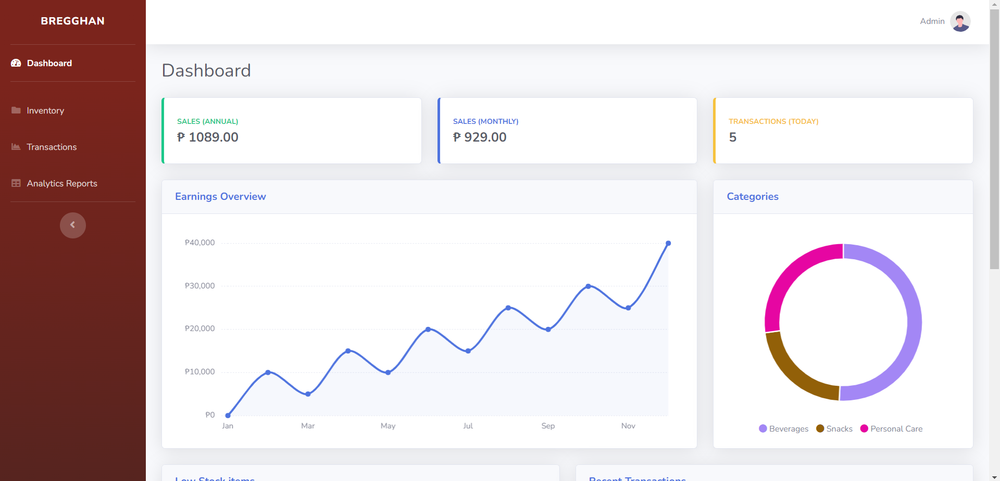 BREGGHAN
Admin
Dashboard
Inventory
Transactions
Analytics Reports
Dashboard
SALES (ANNUAL)
₱ 1089.00
SALES (MONTHLY)
₱ 929.00
TRANSACTIONS (TODAY)
5
Earnings Overview
₱40,000
₱30,000
₱20,000
₱10,000
₱0
Jan Mar May Jul Sep Nov
Categories
Beverages Snacks Personal Care
Low Stock items
Recent Transactions